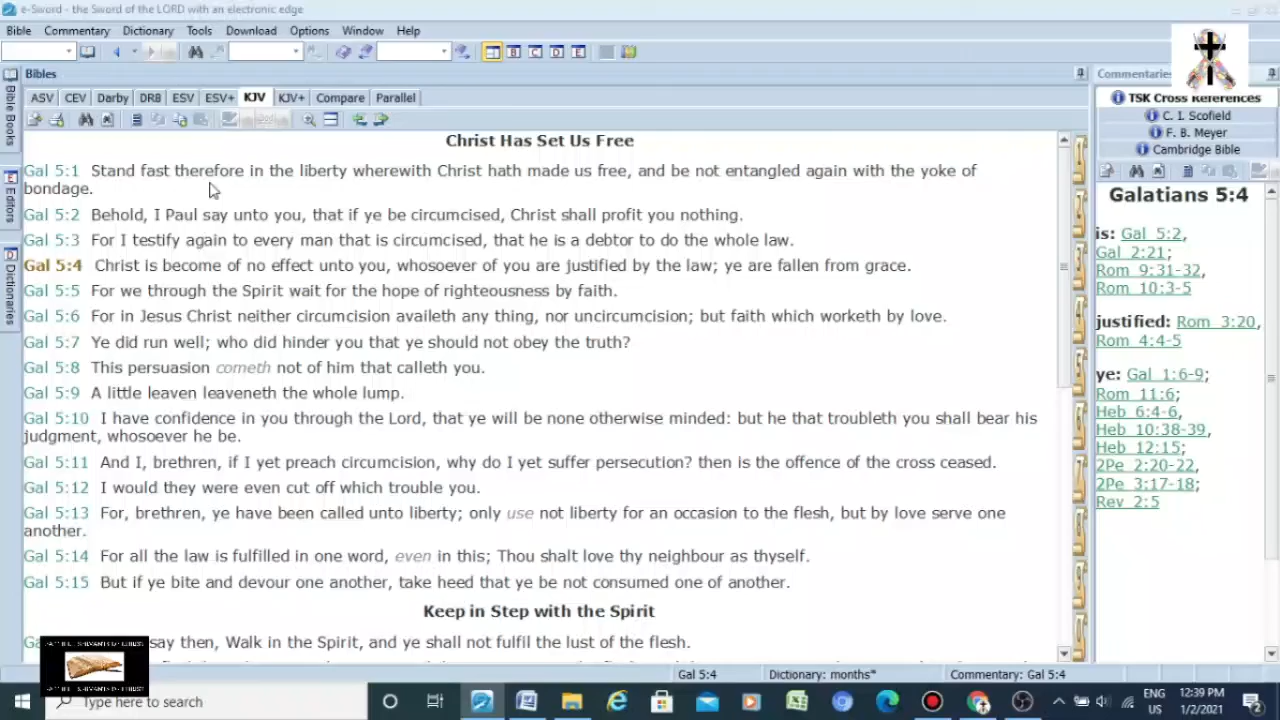 e-Sword - the Sword of the LORD with an electronic edge
Bible Commentary Dictionary Tools Download Options Window Help
Bibles
Commentaries
ASV CEV Darby DRB ESV ESV+ KJV KJV+ Compare Parallel
TSK Cross References
C. I. Scofield
F. B. Meyer
Cambridge Bible
Bible Books
Editors
Dictionaries
Christ Has Set Us Free
Gal 5:1 Stand fast therefore in the liberty wherewith Christ hath made us free, and be not entangled again with the yoke of
bondage.
Gal 5:2 Behold, I Paul say unto you, that if ye be circumcised, Christ shall profit you nothing.
Gal 5:3 For I testify again to every man that is circumcised, that he is a debtor to do the whole law.
Gal 5:4 Christ is become of no effect unto you, whosoever of you are justified by the law; ye are fallen from grace.
Gal 5:5 For we through the Spirit wait for the hope of righteousness by faith.
Gal 5:6 For in Jesus Christ neither circumcision availeth any thing, nor uncircumcision; but faith which worketh by love.
Gal 5:7 Ye did run well; who did hinder you that ye should not obey the truth?
Gal 5:8 This persuasion cometh not of him that calleth you.
Gal 5:9 A little leaven leaveneth the whole lump.
Gal 5:10 I have confidence in you through the Lord, that ye will be none otherwise minded: but he that troubleth you shall bear his
judgment, whosoever he be.
Gal 5:11 And I, brethren, if I yet preach circumcision, why do I yet suffer persecution? then is the offence of the cross ceased.
Gal 5:12 I would they were even cut off which trouble you.
Gal 5:13 For, brethren, ye have been called unto liberty; only use not liberty for an occasion to the flesh, but by love serve one
another.
Gal 5:14 For all the law is fulfilled in one word, even in this; Thou shalt love thy neighbour as thyself.
Gal 5:15 But if ye bite and devour one another, take heed that ye be not consumed one of another.
Keep in Step with the Spirit
say then, Walk in the Spirit, and ye shall not fulfil the lust of the flesh.
Galatians 5:4
is: Gal 5:2,
Gal 2:21;
Rom 9:31-32,
Rom 10:3-5
justified: Rom 3:20,
Rom 4:4-5
ye: Gal 1:6-9;
Rom 11:6;
Heb 6:4-6,
Heb 10:38-39,
Heb 12:15;
2Pe 2:20-22,
2Pe 3:17-18;
Rev 2:5
Gal 5:4 Dictionary: months* Commentary: Gal 5:4
Type here to search
ENG
US
12:39 PM
1/2/2021
2